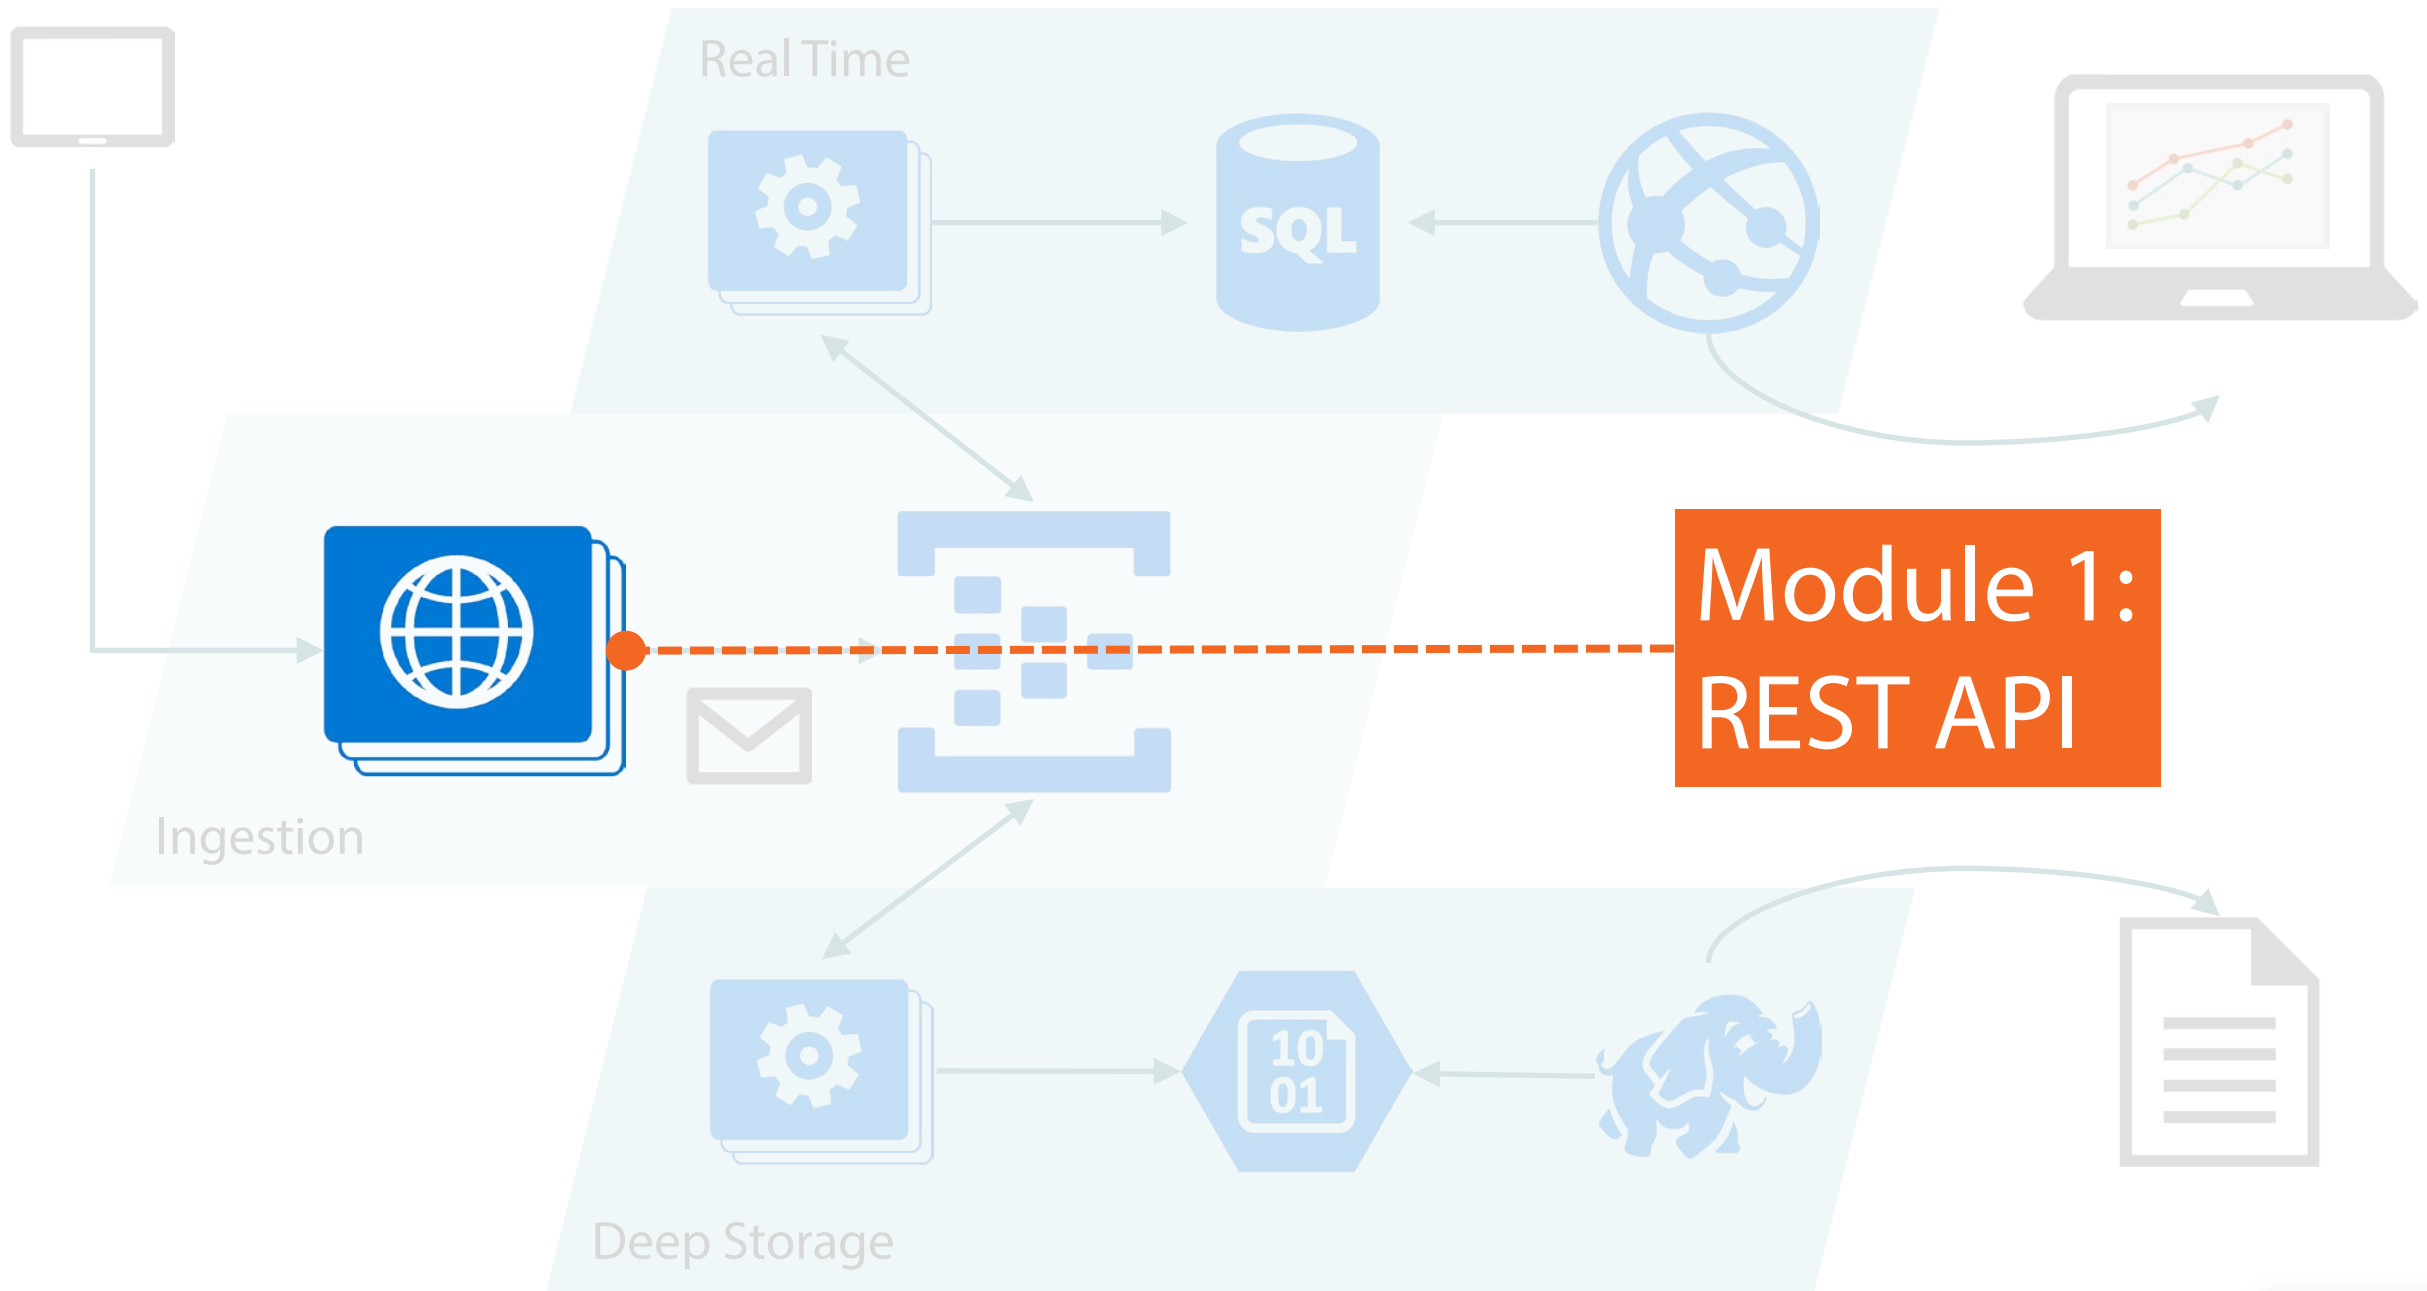 Real Time
SQL
Module 1:
REST API
Ingestion
10
01
Deep Storage